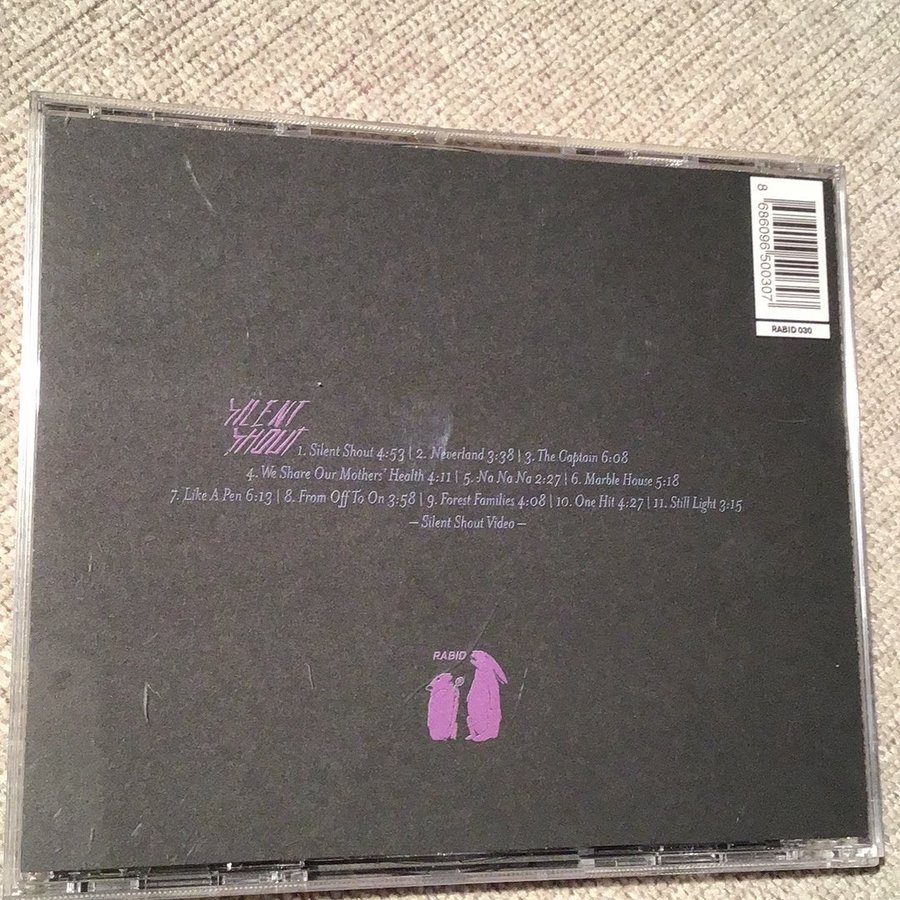 8 686096 500307
RABID 030
SILENT
SHOUT
1. Silent Shout 4:53 | 2. Neverland 3:38 | 3. The Captain 6:08
4. We Share Our Mothers' Health 4:11 | 5. Na Na Na 2:27 | 6. Marble House 5:18
7. Like A Pen 6:13 | 8. From Off To On 3:58 | 9. Forest Families 4:08 | 10. One Hit 4:27 | 11. Still Light 3:15
– Silent Shout Video –
RABID